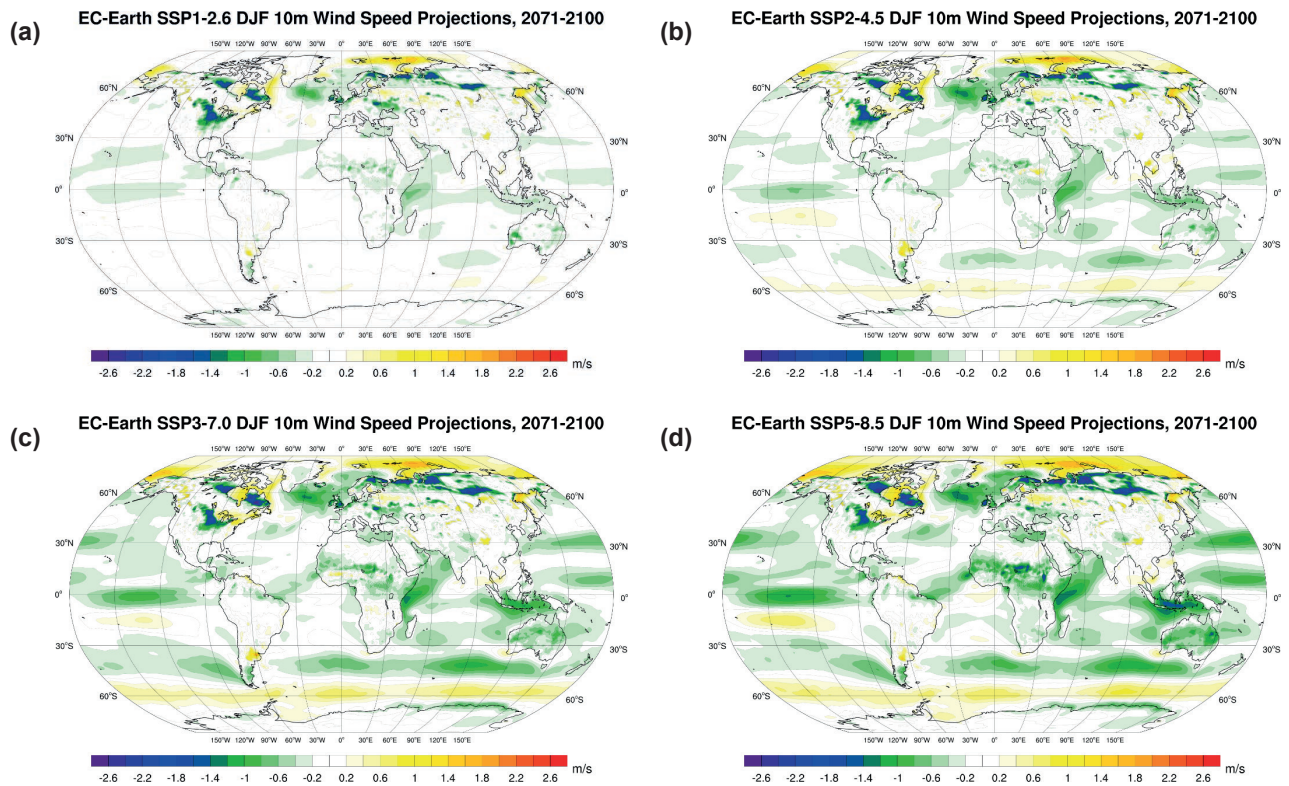 (a)
EC-Earth SSP1-2.6 DJF 10m Wind Speed Projections, 2071-2100
150°W 120°W 90°W 60°W 30°W 0° 30°E 60°E 90°E 120°E 150°E
60°N 60°N
30°N 30°N
0° 0°
30°S 30°S
60°S 60°S
150°W 120°W 90°W 60°W 30°W 0° 30°E 60°E 90°E 120°E 150°E
m/s
-2.6 -2.2 -1.8 -1.4 -1 -0.6 -0.2 0.2 0.6 1 1.4 1.8 2.2 2.6
(b)
EC-Earth SSP2-4.5 DJF 10m Wind Speed Projections, 2071-2100
150°W 120°W 90°W 60°W 30°W 0° 30°E 60°E 90°E 120°E 150°E
60°N 60°N
30°N 30°N
0° 0°
30°S 30°S
60°S 60°S
150°W 120°W 90°W 60°W 30°W 0° 30°E 60°E 90°E 120°E 150°E
m/s
-2.6 -2.2 -1.8 -1.4 -1 -0.6 -0.2 0.2 0.6 1 1.4 1.8 2.2 2.6
(c)
EC-Earth SSP3-7.0 DJF 10m Wind Speed Projections, 2071-2100
150°W 120°W 90°W 60°W 30°W 0° 30°E 60°E 90°E 120°E 150°E
60°N 60°N
30°N 30°N
0° 0°
30°S 30°S
60°S 60°S
150°W 120°W 90°W 60°W 30°W 0° 30°E 60°E 90°E 120°E 150°E
m/s
-2.6 -2.2 -1.8 -1.4 -1 -0.6 -0.2 0.2 0.6 1 1.4 1.8 2.2 2.6
(d)
EC-Earth SSP5-8.5 DJF 10m Wind Speed Projections, 2071-2100
150°W 120°W 90°W 60°W 30°W 0° 30°E 60°E 90°E 120°E 150°E
60°N 60°N
30°N 30°N
0° 0°
30°S 30°S
60°S 60°S
150°W 120°W 90°W 60°W 30°W 0° 30°E 60°E 90°E 120°E 150°E
m/s
-2.6 -2.2 -1.8 -1.4 -1 -0.6 -0.2 0.2 0.6 1 1.4 1.8 2.2 2.6